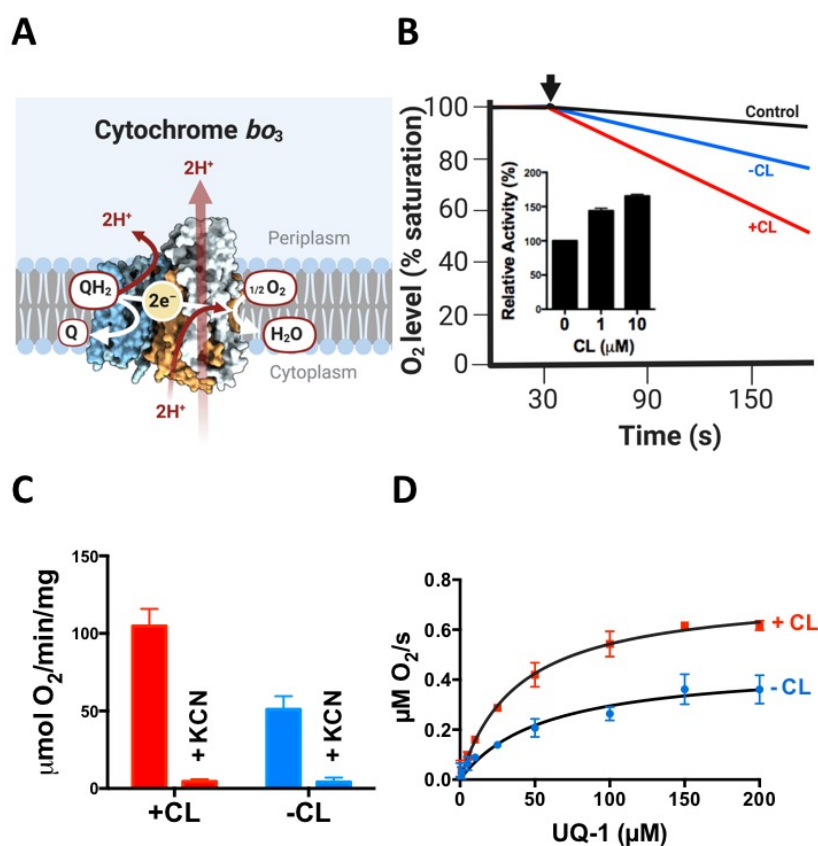 A
Cytochrome bo₃
2H⁺
2H⁺
Periplasm
QH₂
2e⁻
1/2 O₂
Q
H₂O
Cytoplasm
2H⁺
B
O₂ level (% saturation)
100
80
60
40
20
0
30
90
150
Time (s)
Control
-CL
+CL
Relative Activity (%)
200
150
100
50
0
0
1
10
CL (μM)
C
μmol O₂/min/mg
150
100
50
0
+ KCN
+ KCN
+CL
-CL
D
μM O₂/s
0.8
0.6
0.4
0.2
0.0
0
50
100
150
200
UQ-1 (μM)
+ CL
- CL